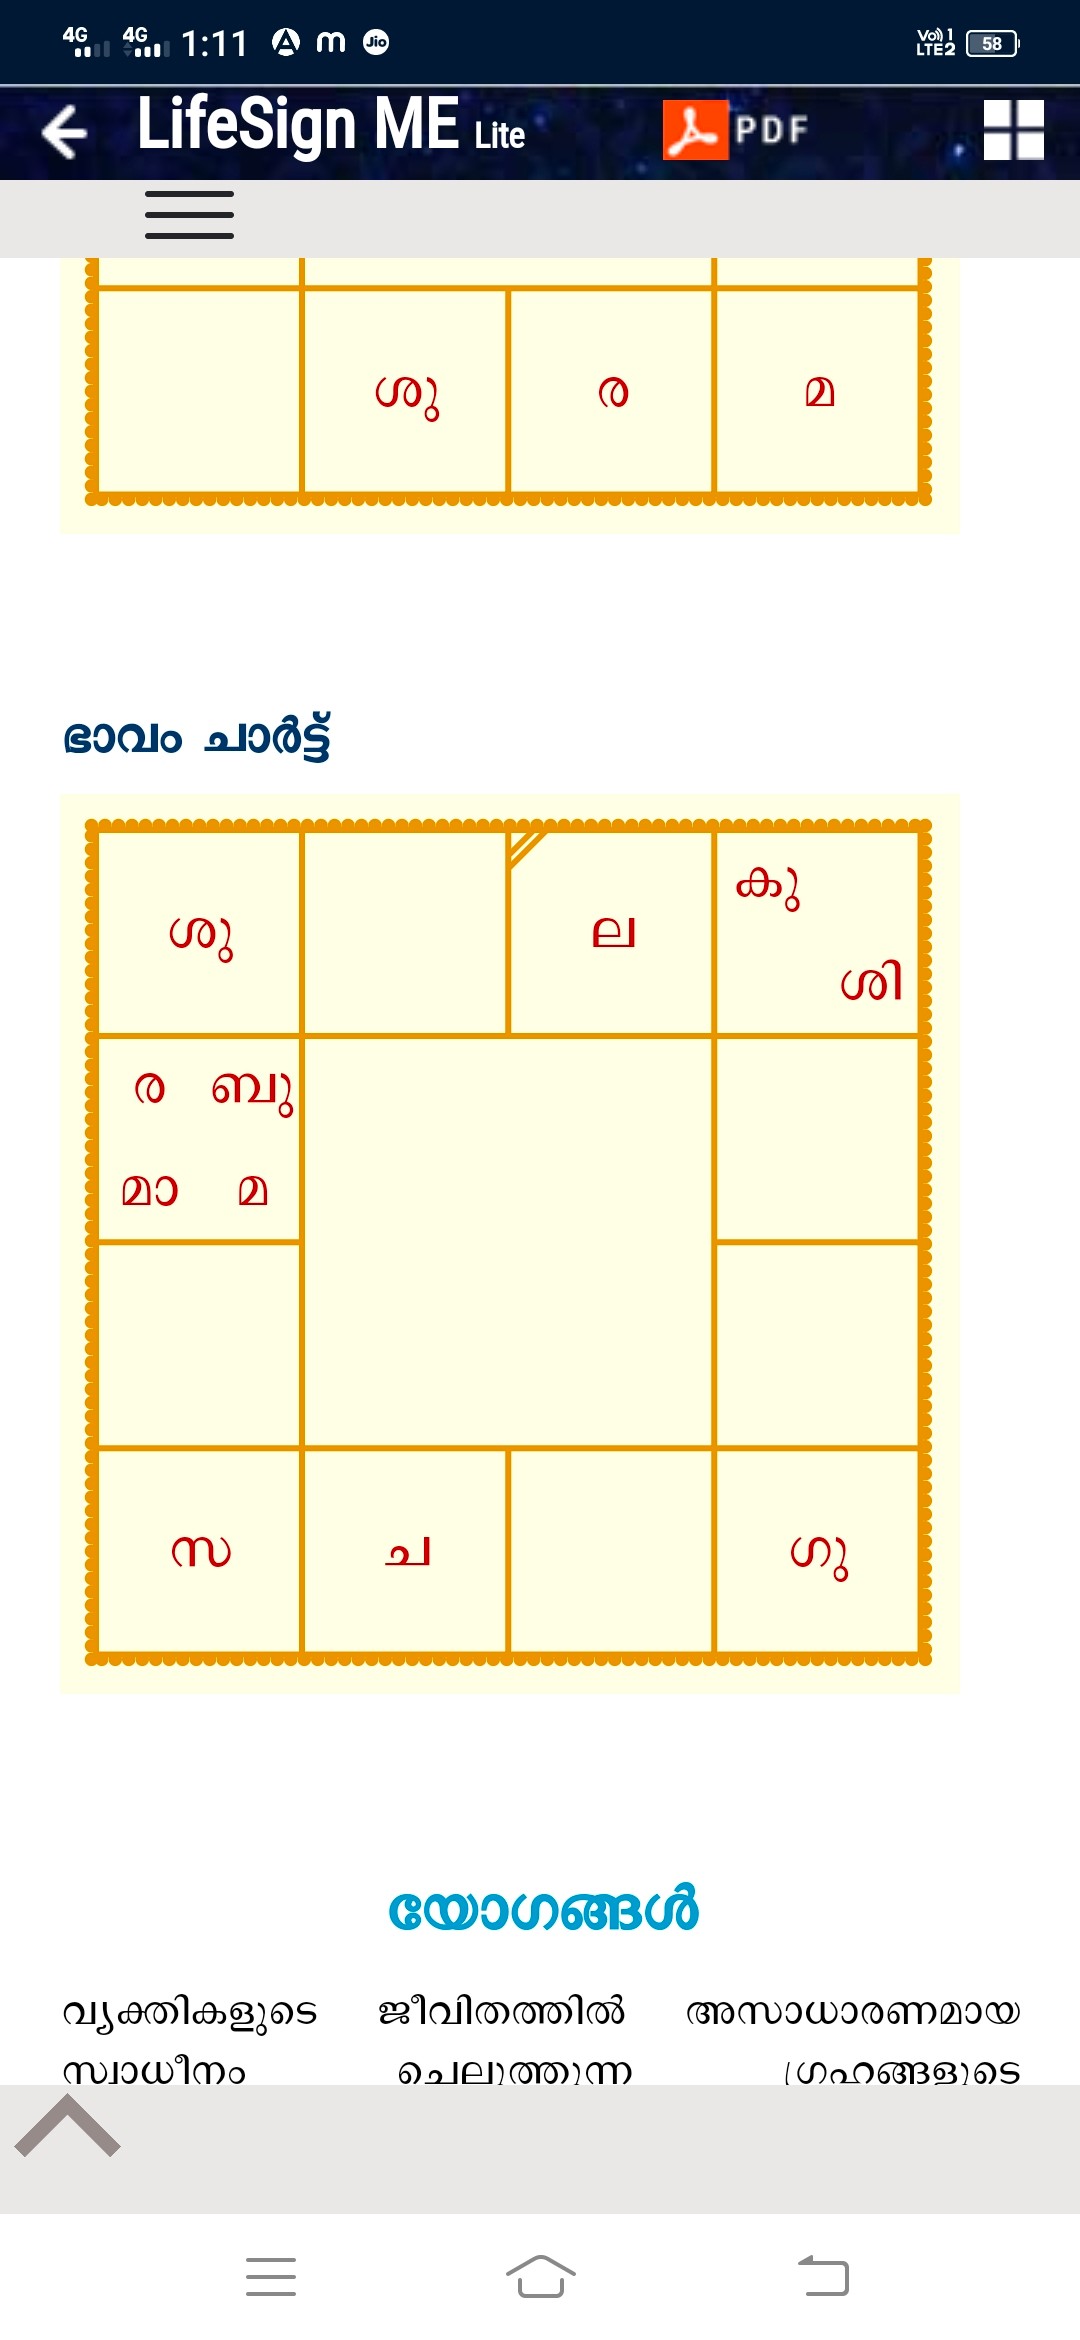 4G 4G 1:11 m Jio Vo)) 1 LTE2 58
LifeSign ME Lite PDF
ശു ര മ
ഭാവം ചാർട്ട്
ശു ല കു
ശി
ര ബു
മാ മ
സ ച ഗു
യോഗങ്ങൾ
വ്യക്തികളുടെ ജീവിതത്തിൽ അസാധാരണമായ
സ്വാധീനം ചെലുത്തുന്ന ഗ്രഹങ്ങളുടെ